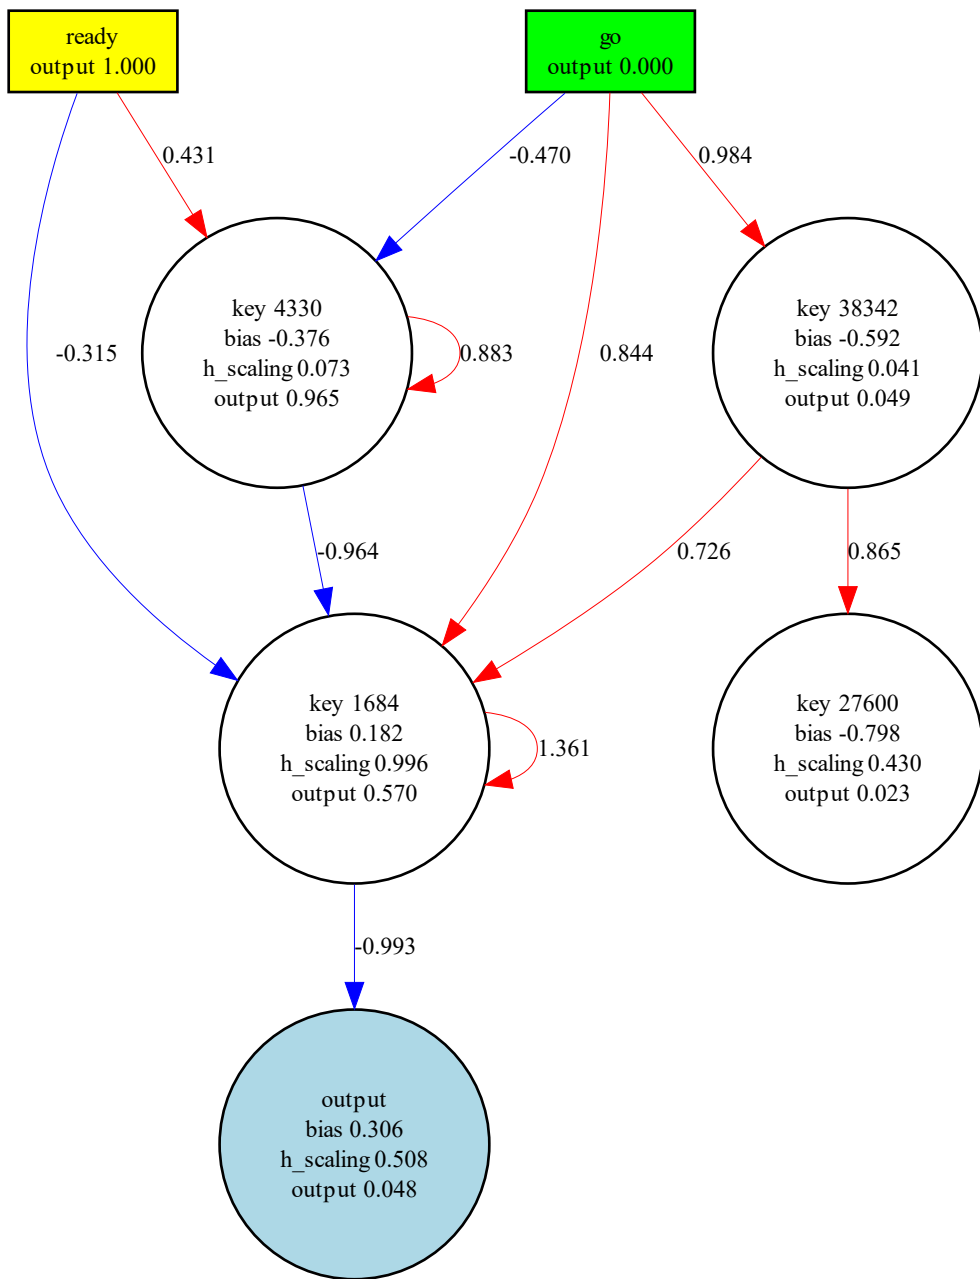 ready
output 1.000
go
output 0.000
0.431
-0.470
0.984
key 4330
bias -0.376
h_scaling 0.073
output 0.965
key 38342
bias -0.592
h_scaling 0.041
output 0.049
-0.315
0.883
0.844
-0.964
0.726
0.865
key 1684
bias 0.182
h_scaling 0.996
output 0.570
key 27600
bias -0.798
h_scaling 0.430
output 0.023
1.361
-0.993
output
bias 0.306
h_scaling 0.508
output 0.048